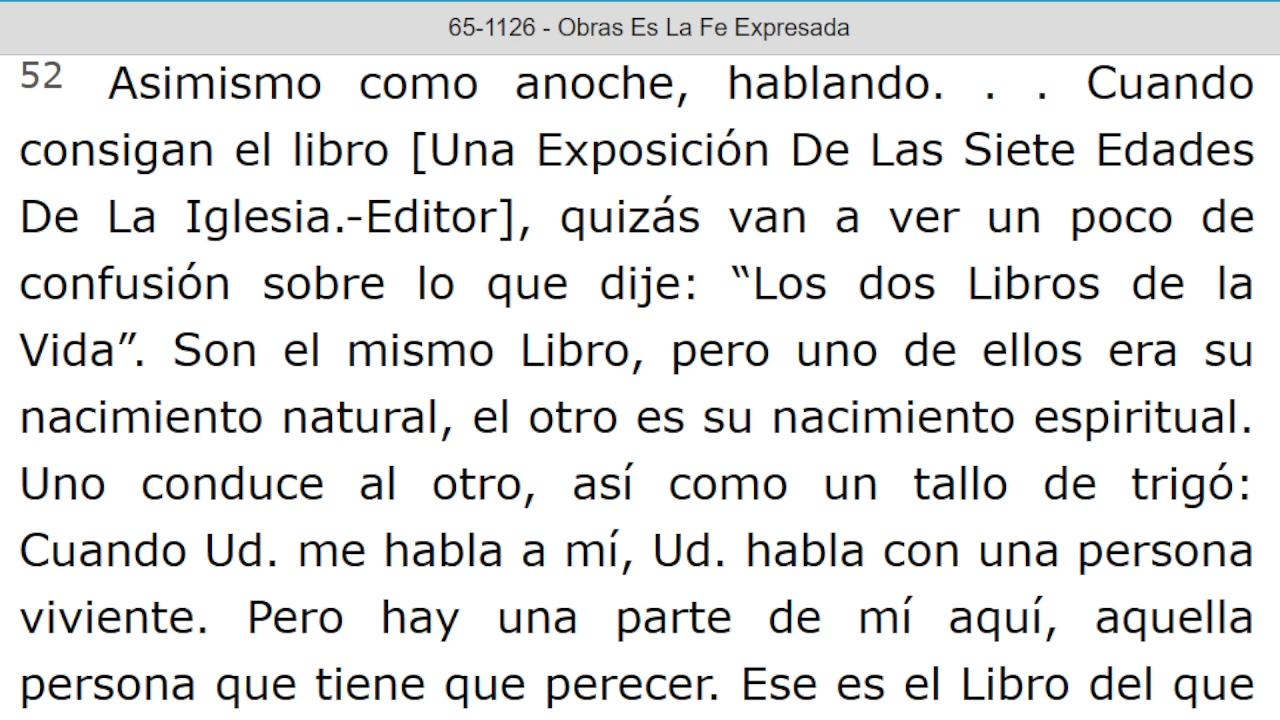 65-1126 - Obras Es La Fe Expresada
52 Asimismo como anoche, hablando. . . Cuando
consigan el libro [Una Exposición De Las Siete Edades
De La Iglesia.-Editor], quizás van a ver un poco de
confusión sobre lo que dije: “Los dos Libros de la
Vida”. Son el mismo Libro, pero uno de ellos era su
nacimiento natural, el otro es su nacimiento espiritual.
Uno conduce al otro, así como un tallo de trigó:
Cuando Ud. me habla a mí, Ud. habla con una persona
viviente. Pero hay una parte de mí aquí, aquella
persona que tiene que perecer. Ese es el Libro del que